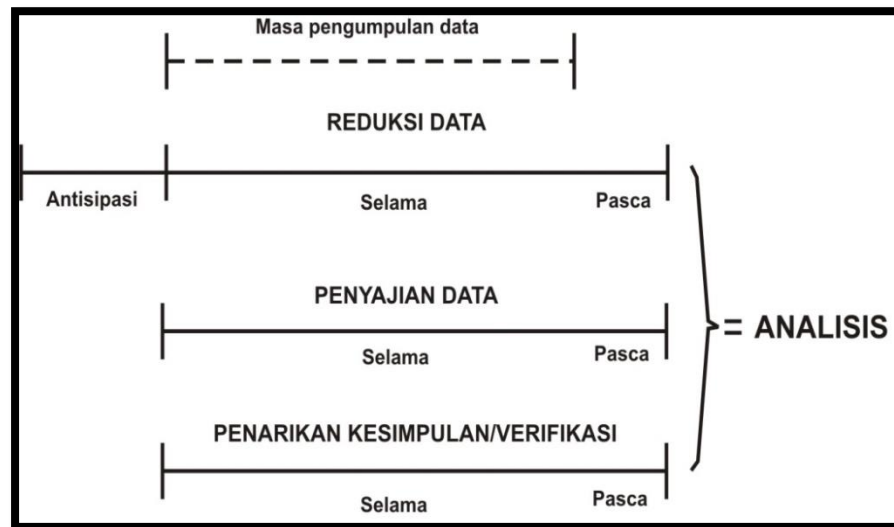 Masa pengumpulan data
REDUKSI DATA
Antisipasi
Selama
Pasca
PENYAJIAN DATA
Selama
Pasca
= ANALISIS
PENARIKAN KESIMPULAN/VERIFIKASI
Selama
Pasca